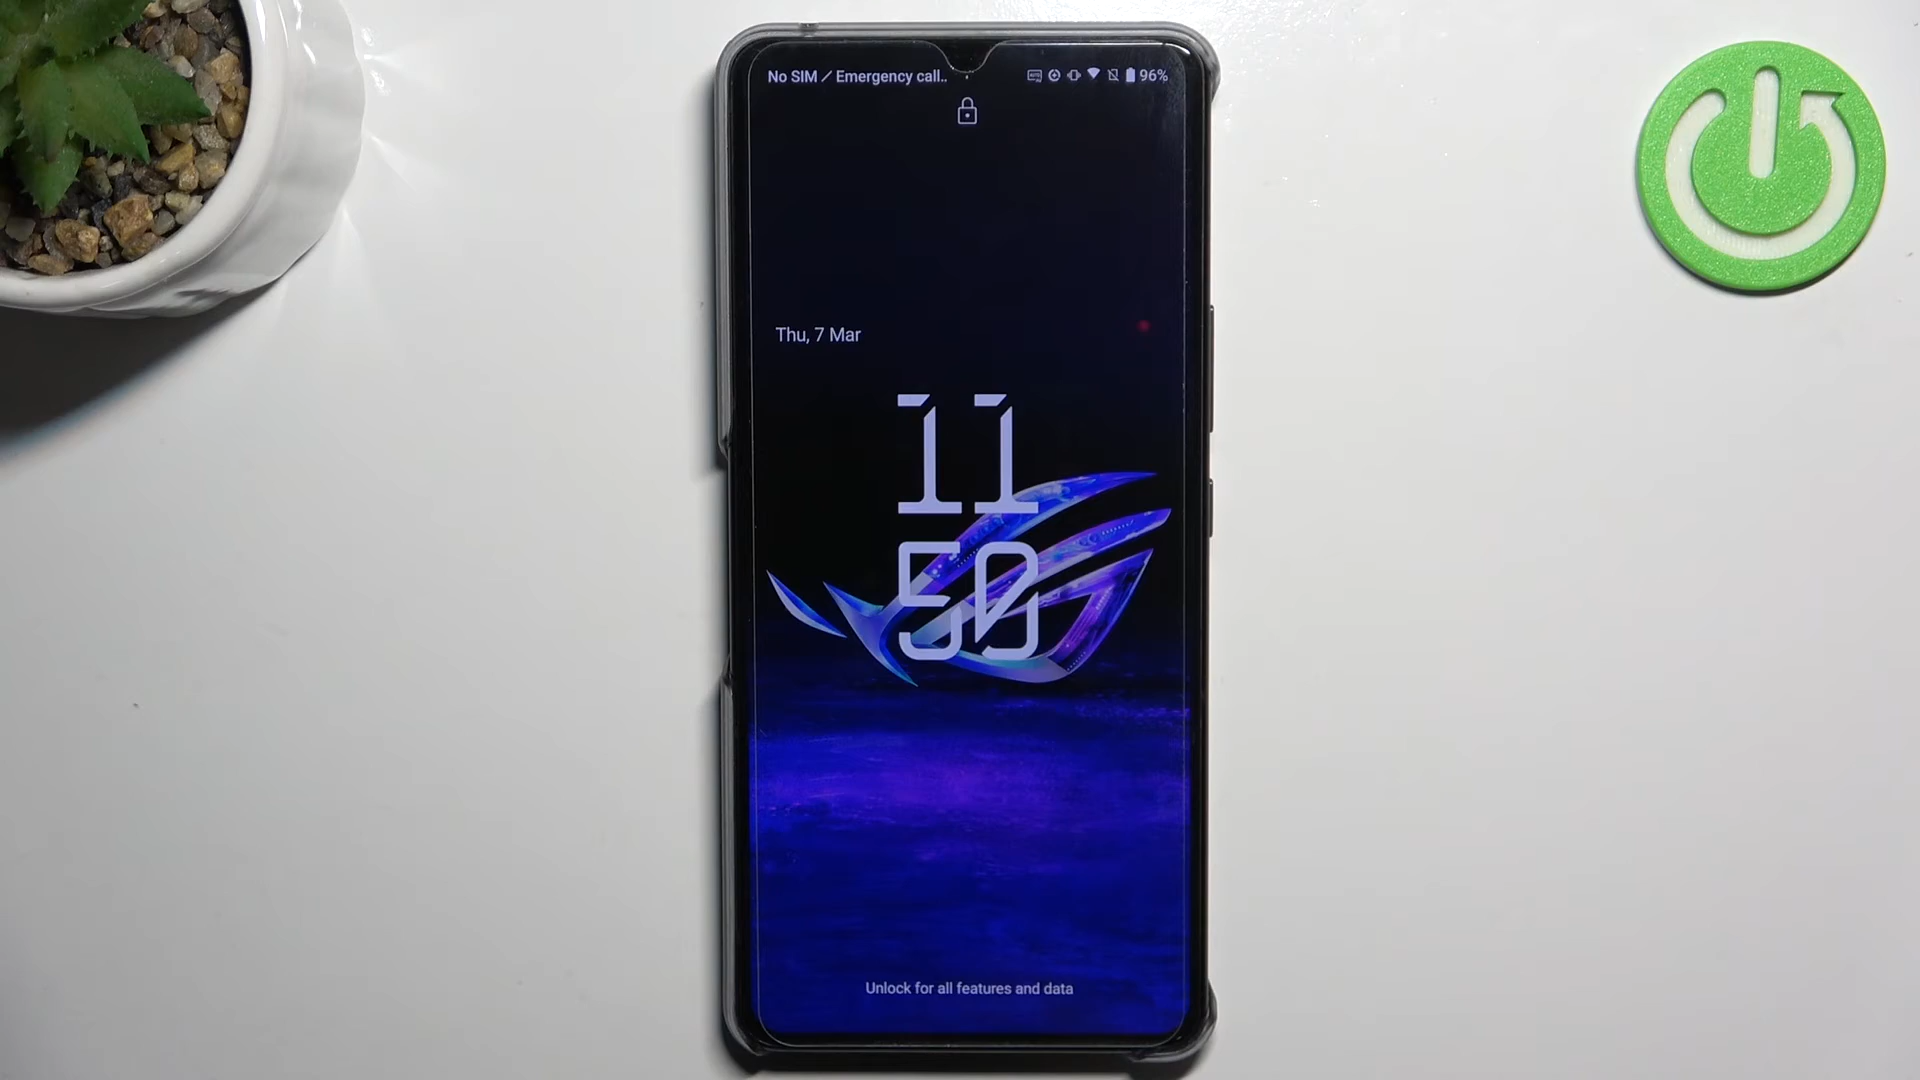 No SIM / Emergency call.. 96%
Thu, 7 Mar
11
50
Unlock for all features and data